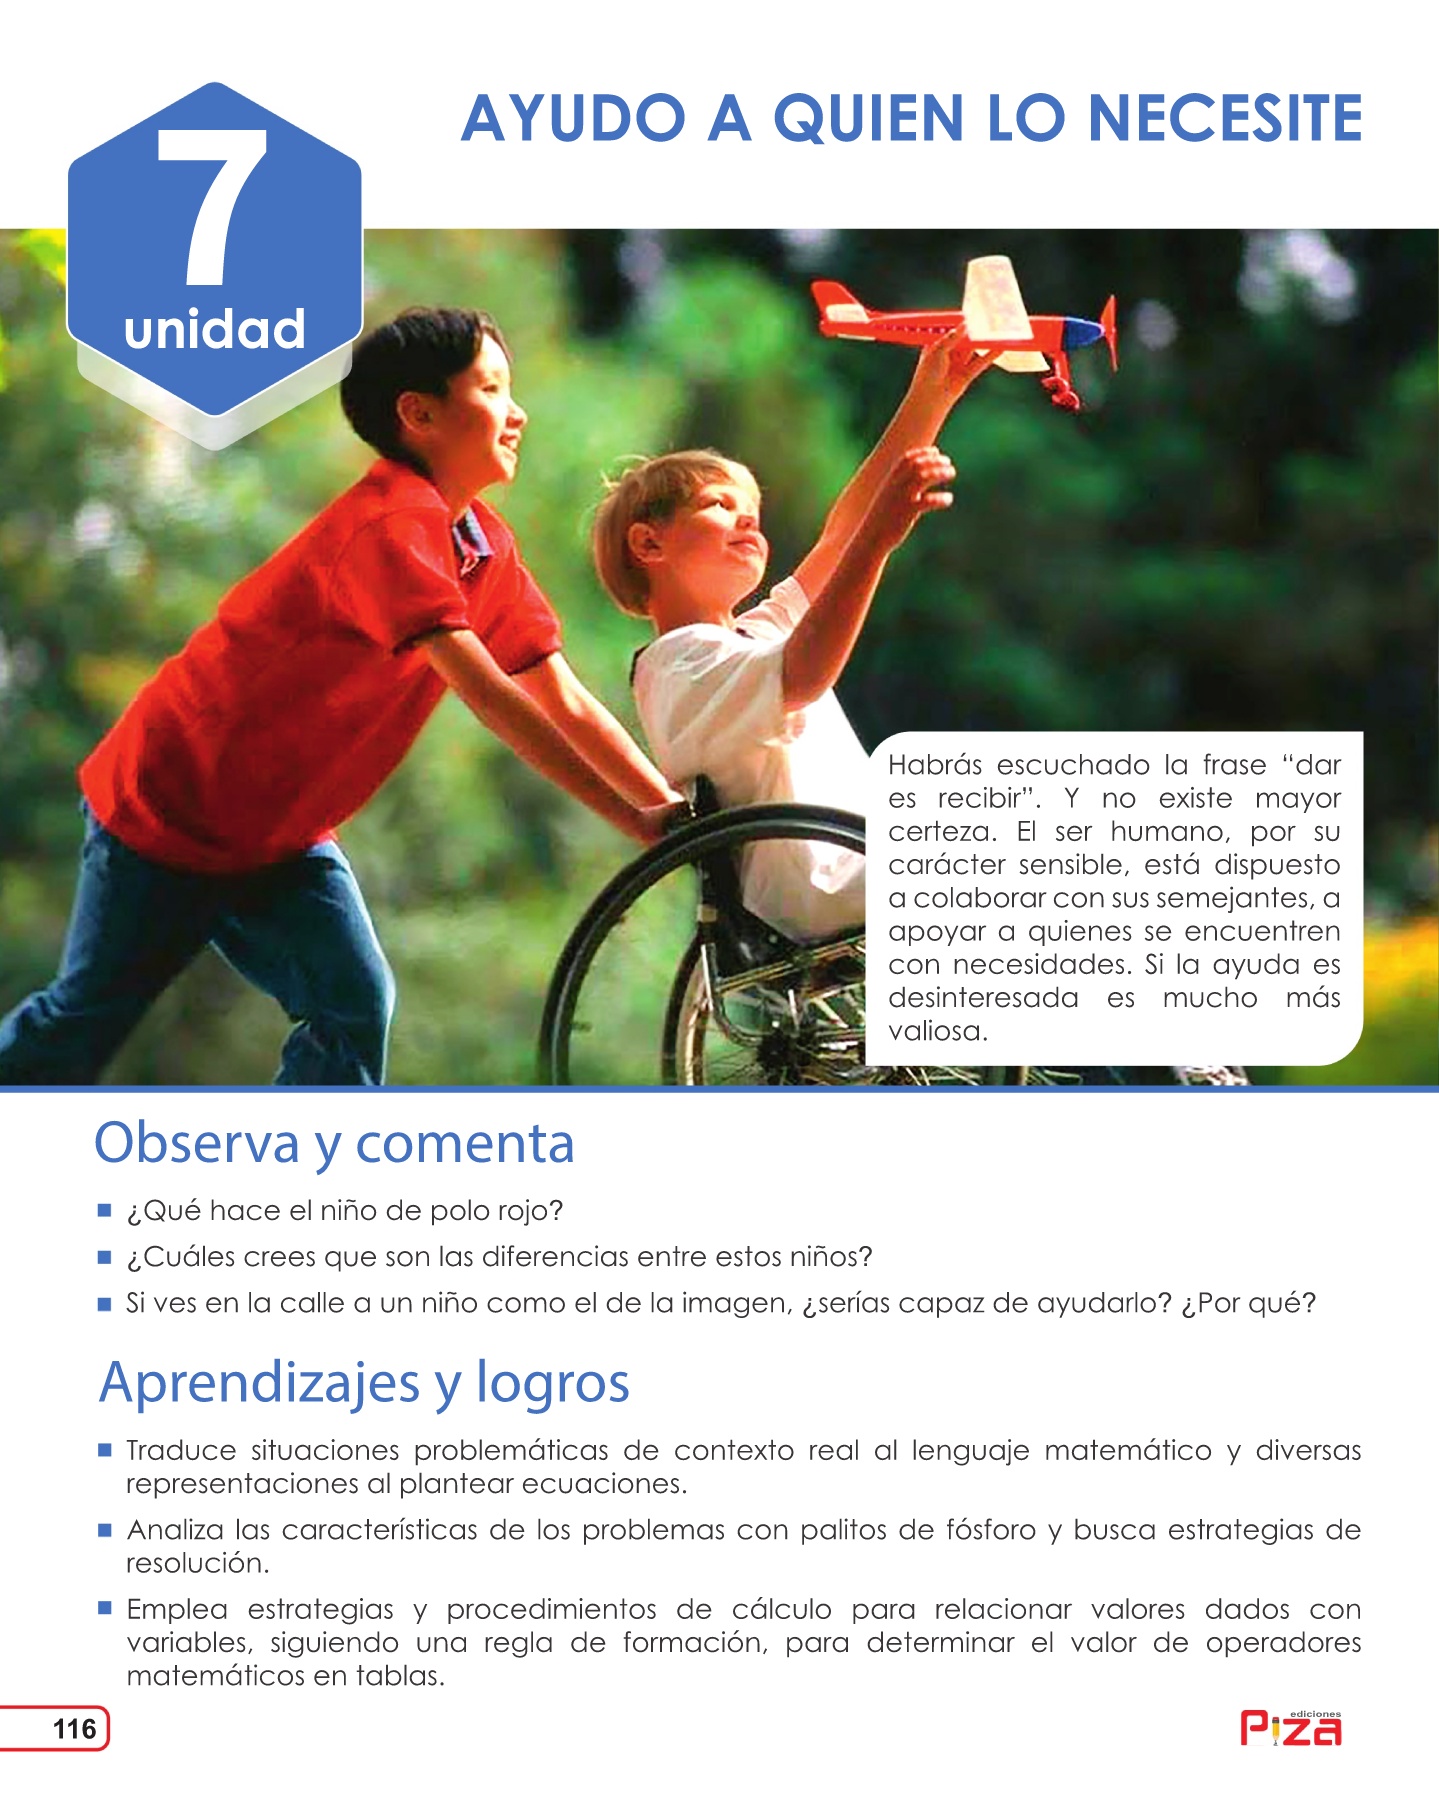 7
unidad
AYUDO A QUIEN LO NECESITE
Habrás escuchado la frase “dar
es recibir”. Y no existe mayor
certeza. El ser humano, por su
carácter sensible, está dispuesto
a colaborar con sus semejantes, a
apoyar a quienes se encuentren
con necesidades. Si la ayuda es
desinteresada es mucho más
valiosa.
Observa y comenta
¿Qué hace el niño de polo rojo?
¿Cuáles crees que son las diferencias entre estos niños?
Si ves en la calle a un niño como el de la imagen, ¿serías capaz de ayudarlo? ¿Por qué?
Aprendizajes y logros
Traduce situaciones problemáticas de contexto real al lenguaje matemático y diversas
representaciones al plantear ecuaciones.
Analiza las características de los problemas con palitos de fósforo y busca estrategias de
resolución.
Emplea estrategias y procedimientos de cálculo para relacionar valores dados con
variables, siguiendo una regla de formación, para determinar el valor de operadores
matemáticos en tablas.
116
ediciones
Piza